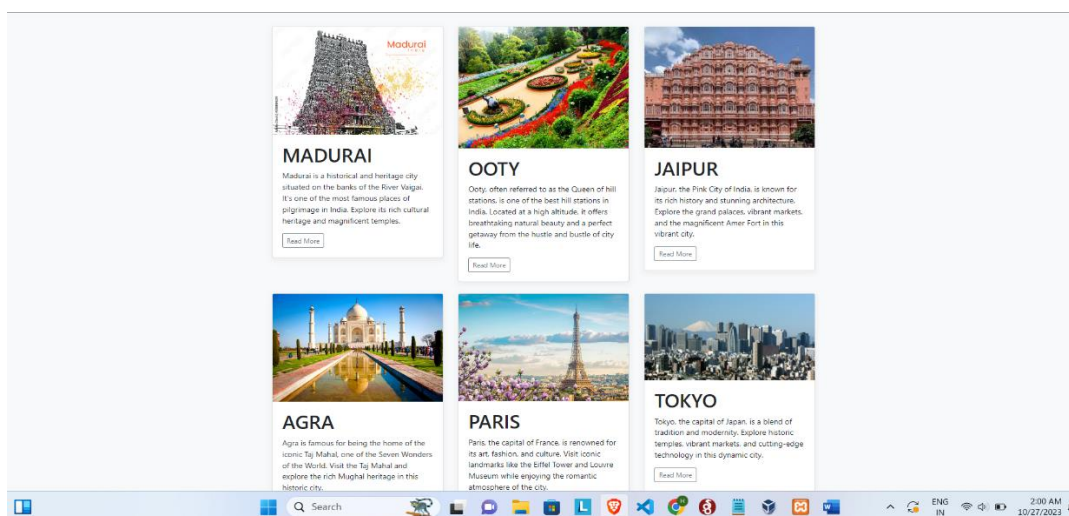 Madurai
MADURAI
Madurai is a historical and heritage city
situated on the banks of the River Vaigai.
It's one of the most famous places of
pilgrimage in India. Explore its rich cultural
heritage and magnificent temples.
Read More
OOTY
Ooty, often referred to as the Queen of hill
stations, is one of the best hill stations in
India. Located at a high altitude, it offers
breathtaking natural beauty and a perfect
getaway from the hustle and bustle of city
life.
Read More
JAIPUR
Jaipur, the Pink City of India, is known for
its rich history and stunning architecture.
Explore the grand palaces, vibrant markets,
and the magnificent Amer Fort in this
vibrant city.
Read More
AGRA
Agra is famous for being the home of the
iconic Taj Mahal, one of the Seven Wonders
of the World. Visit the Taj Mahal and
explore the rich Mughal heritage in this
historic city.
PARIS
Paris, the capital of France, is renowned for
its art, fashion, and culture. Visit iconic
landmarks like the Eiffel Tower and Louvre
Museum while enjoying the romantic
atmosphere of the city.
TOKYO
Tokyo, the capital of Japan, is a blend of
tradition and modernity. Explore historic
temples, vibrant markets, and cutting-edge
technology in this dynamic city.
Read More
Search
ENG
IN
2:00 AM
10/27/2023